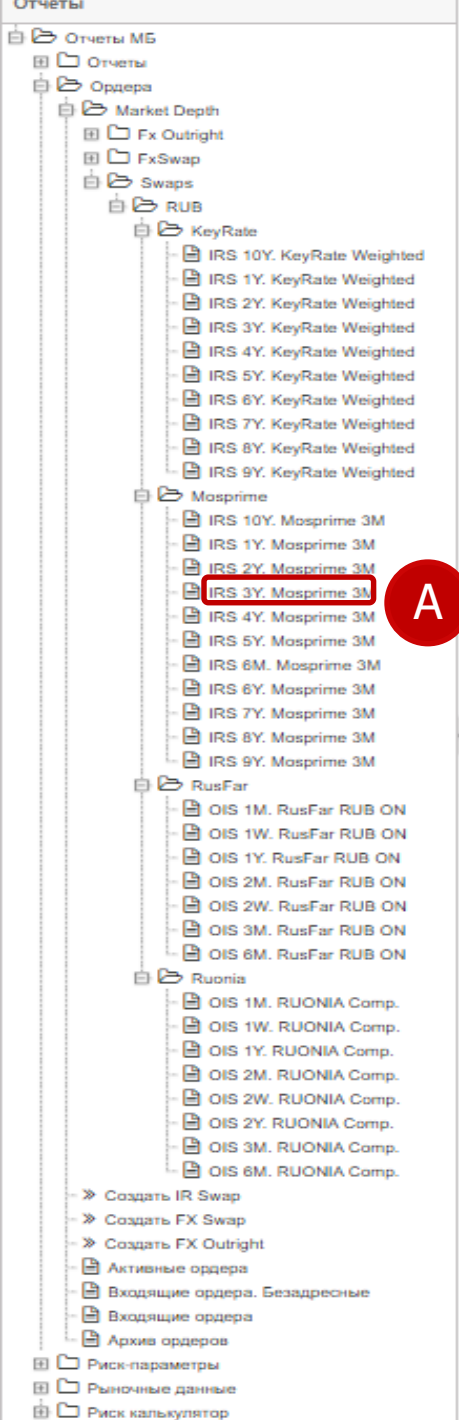 Отчеты
Отчеты МБ
Отчеты
Ордера
Market Depth
Fx Outright
FxSwap
Swaps
RUB
KeyRate
IRS 10Y. KeyRate Weighted
IRS 1Y. KeyRate Weighted
IRS 2Y. KeyRate Weighted
IRS 3Y. KeyRate Weighted
IRS 4Y. KeyRate Weighted
IRS 5Y. KeyRate Weighted
IRS 6Y. KeyRate Weighted
IRS 7Y. KeyRate Weighted
IRS 8Y. KeyRate Weighted
IRS 9Y. KeyRate Weighted
Mosprime
IRS 10Y. Mosprime 3M
IRS 1Y. Mosprime 3M
IRS 2Y. Mosprime 3M
IRS 3Y. Mosprime 3M
A
IRS 4Y. Mosprime 3M
IRS 5Y. Mosprime 3M
IRS 6M. Mosprime 3M
IRS 6Y. Mosprime 3M
IRS 7Y. Mosprime 3M
IRS 8Y. Mosprime 3M
IRS 9Y. Mosprime 3M
RusFar
OIS 1M. RusFar RUB ON
OIS 1W. RusFar RUB ON
OIS 1Y. RusFar RUB ON
OIS 2M. RusFar RUB ON
OIS 2W. RusFar RUB ON
OIS 3M. RusFar RUB ON
OIS 6M. RusFar RUB ON
Ruonia
OIS 1M. RUONIA Comp.
OIS 1W. RUONIA Comp.
OIS 1Y. RUONIA Comp.
OIS 2M. RUONIA Comp.
OIS 2W. RUONIA Comp.
OIS 2Y. RUONIA Comp.
OIS 3M. RUONIA Comp.
OIS 6M. RUONIA Comp.
» Создать IR Swap
» Создать FX Swap
» Создать FX Outright
Активные ордера
Входящие ордера. Безадресные
Входящие ордера
Архив ордеров
Риск-параметры
Рыночные данные
Риск калькулятор